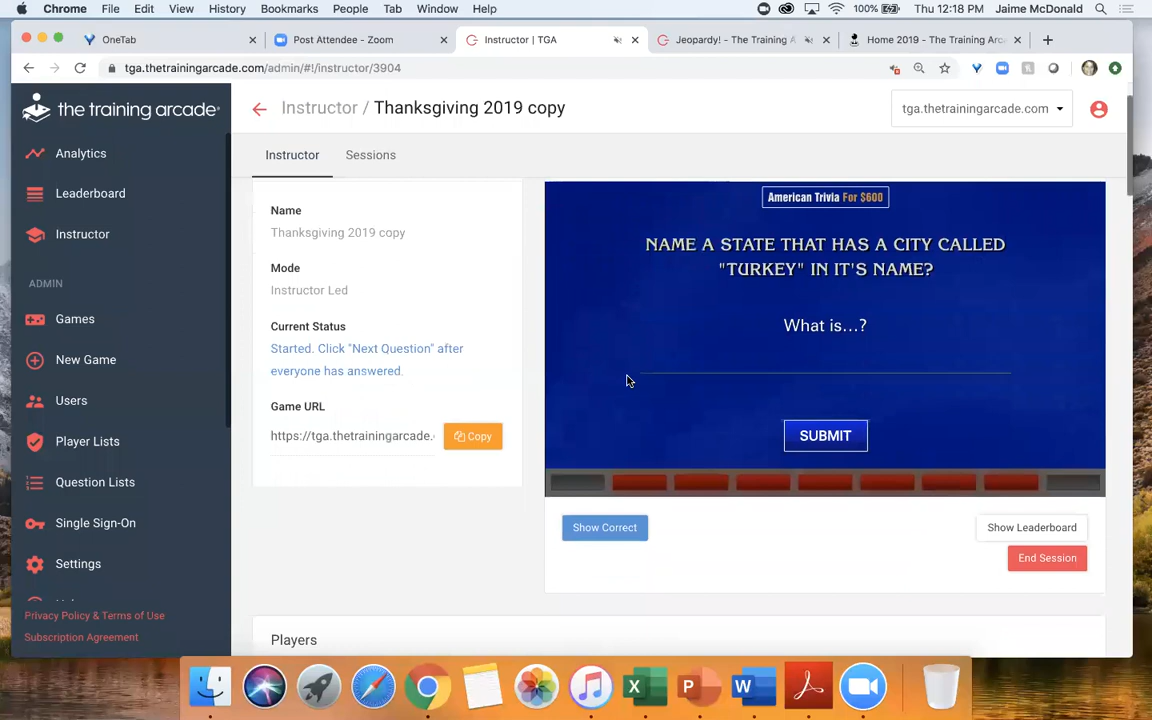 Chrome File Edit View History Bookmarks People Tab Window Help 100% Thu 12:18 PM Jaime McDonald
OneTab Post Attendee - Zoom Instructor | TGA Jeopardy! - The Training A Home 2019 - The Training Arc
tga.thetrainingarcade.com/admin/#!/instructor/3904
the training arcade
Analytics
Leaderboard
Instructor
ADMIN
Games
New Game
Users
Player Lists
Question Lists
Single Sign-On
Settings
Privacy Policy & Terms of Use
Subscription Agreement
Instructor / Thanksgiving 2019 copy
tga.thetrainingarcade.com
Instructor Sessions
Name
Thanksgiving 2019 copy
Mode
Instructor Led
Current Status
Started. Click "Next Question" after
everyone has answered.
Game URL
https://tga.thetrainingarcade. Copy
American Trivia For $600
NAME A STATE THAT HAS A CITY CALLED
"TURKEY" IN IT'S NAME?
What is...?
SUBMIT
Show Correct
Show Leaderboard
End Session
Players